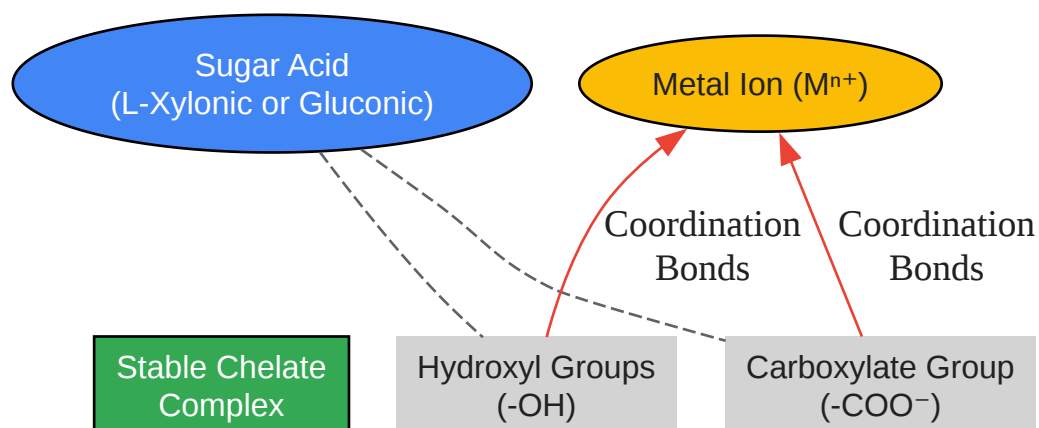 Sugar Acid
(L-Xylonic or Gluconic)
Metal Ion (Mⁿ⁺)
Coordination
Bonds
Coordination
Bonds
Stable Chelate
Complex
Hydroxyl Groups
(-OH)
Carboxylate Group
(-COO⁻)